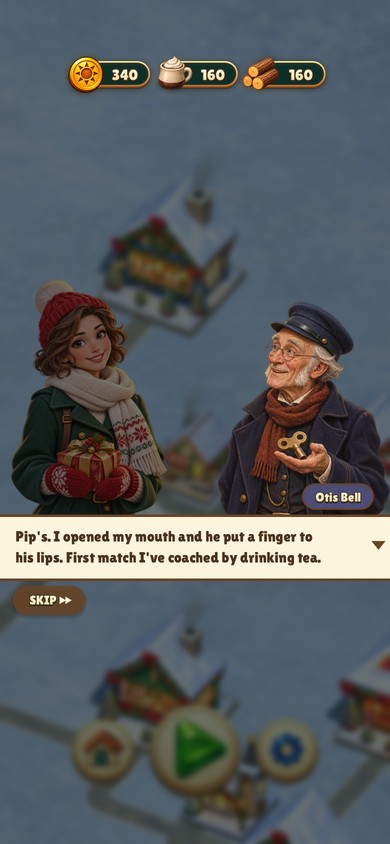 340
160
160
Otis Bell
Pip's. I opened my mouth and he put a finger to
his lips. First match I've coached by drinking tea.
SKIP